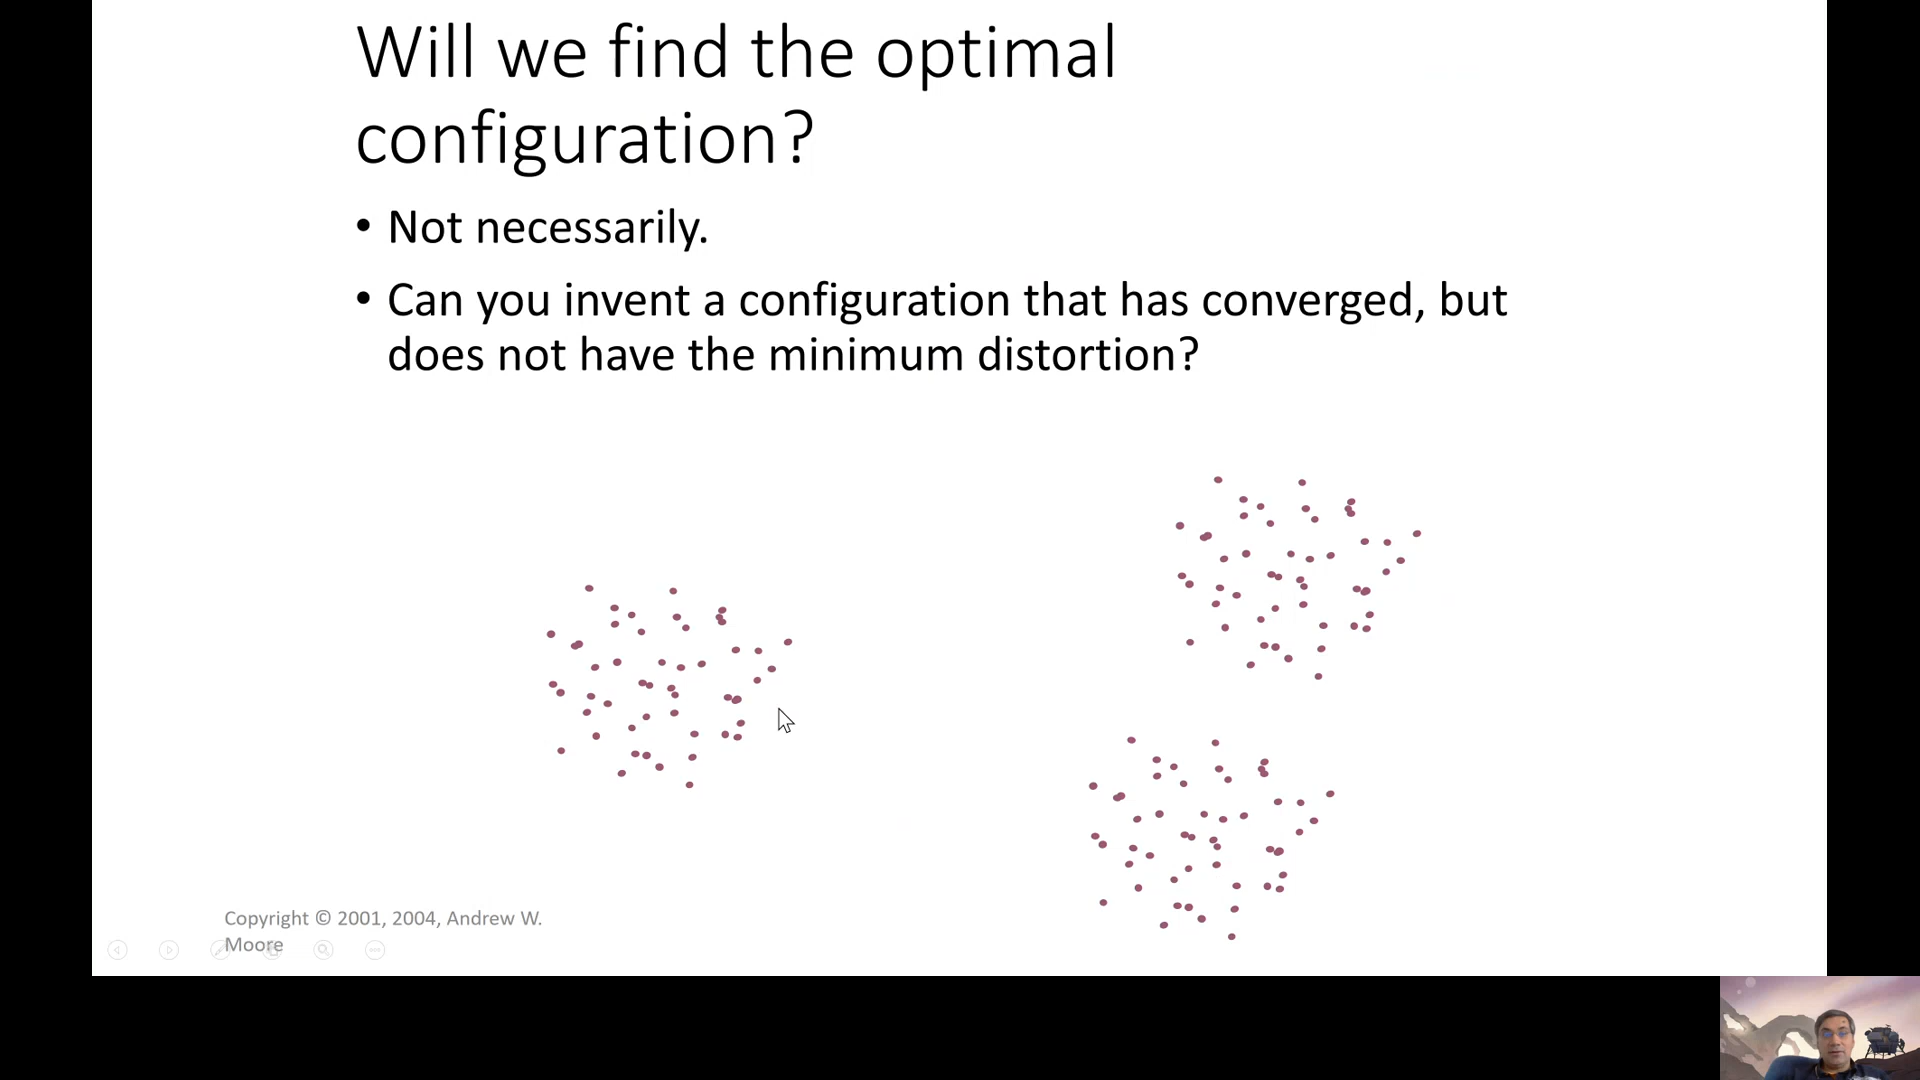 Will we find the optimal
configuration?
• Not necessarily.
• Can you invent a configuration that has converged, but
does not have the minimum distortion?
Copyright © 2001, 2004, Andrew W.
Moore